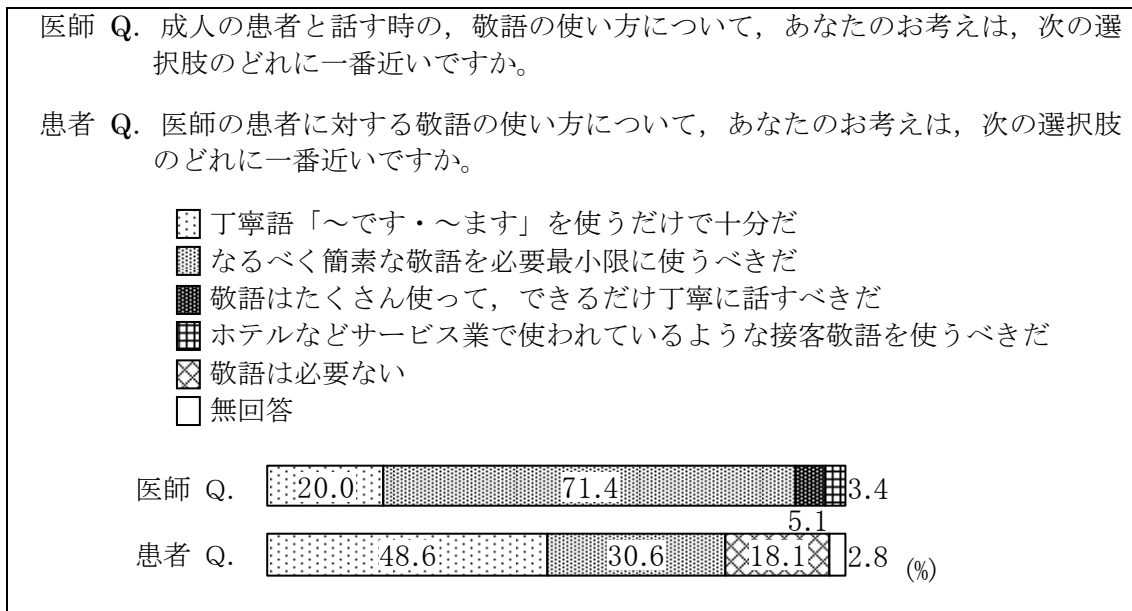 医師 Q．成人の患者と話す時の，敬語の使い方について，あなたのお考えは，次の選
択肢のどれに一番近いですか。
患者 Q．医師の患者に対する敬語の使い方について，あなたのお考えは，次の選択肢
のどれに一番近いですか。
丁寧語「～です・～ます」を使うだけで十分だ
なるべく簡素な敬語を必要最小限に使うべきだ
敬語はたくさん使って，できるだけ丁寧に話すべきだ
ホテルなどサービス業で使われているような接客敬語を使うべきだ
敬語は必要ない
無回答
医師 Q. 20.0 71.4 3.4
5.1
患者 Q. 48.6 30.6 18.1 2.8 (%)